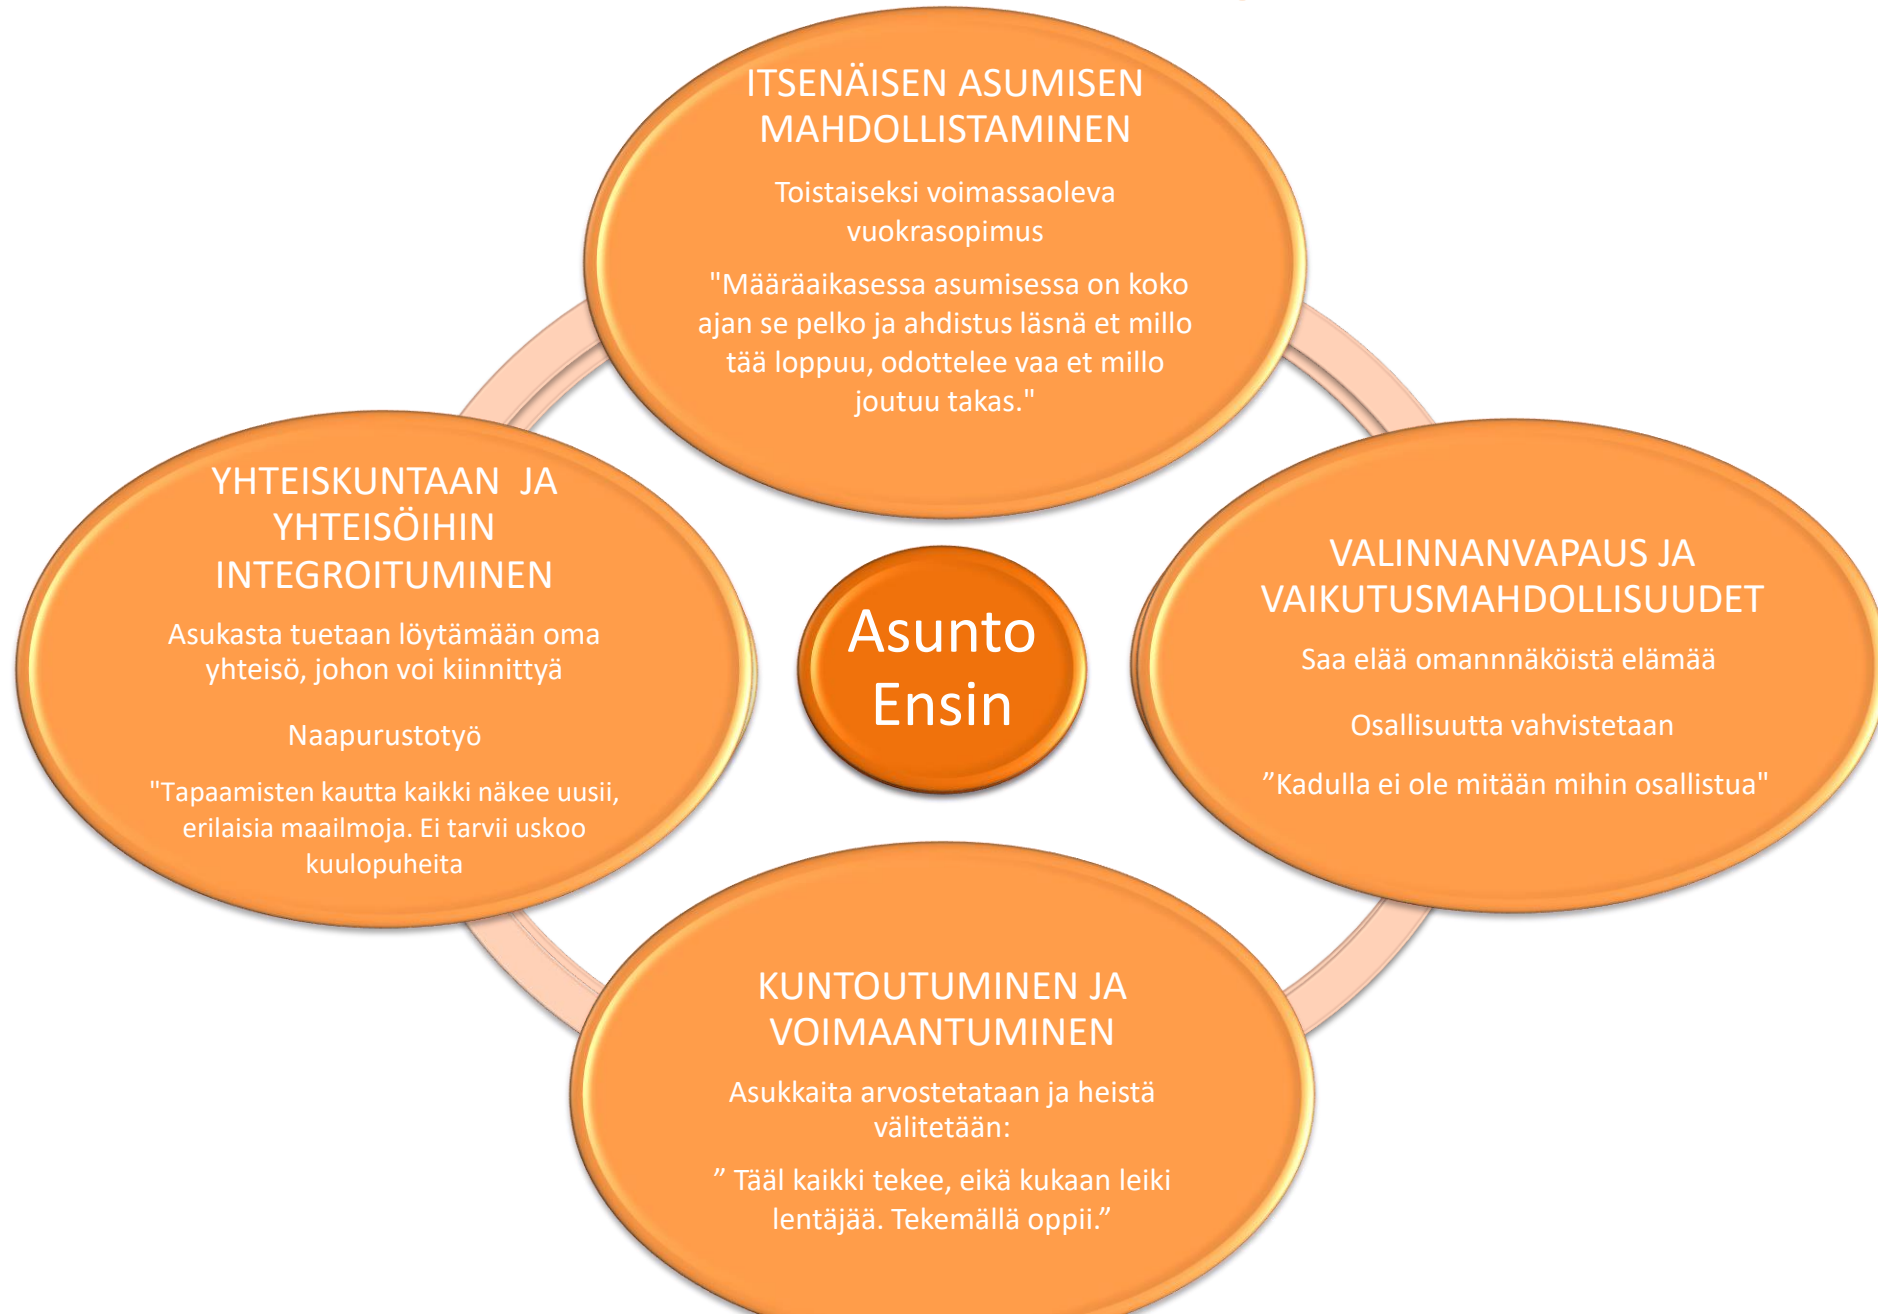 ITSENÄISEN ASUMISEN
MAHDOLLISTAMINEN
Toistaiseksi voimassaoleva
vuokrasopimus
"Määräaikasessa asumisessa on koko
ajan se pelko ja ahdistus läsnä et millo
tää loppuu, odottelee vaa et millo
joutuu takas."
YHTEISKUNTAAN JA
YHTEISÖIHIN
INTEGROITUMINEN
Asukasta tuetaan löytämään oma
yhteisö, johon voi kiinnittyä
Naapurustotyö
"Tapaamisten kautta kaikki näkee uusii,
erilaisia maailmoja. Ei tarvii uskoo
kuulopuheita
Asunto
Ensin
VALINNANVAPAUS JA
VAIKUTUSMAHDOLLISUUDET
Saa elää omannnäköistä elämää
Osallisuutta vahvistetaan
”Kadulla ei ole mitään mihin osallistua"
KUNTOUTUMINEN JA
VOIMAANTUMINEN
Asukkaita arvostetataan ja heistä
välitetään:
” Tääl kaikki tekee, eikä kukaan leiki
lentäjää. Tekemällä oppii.”